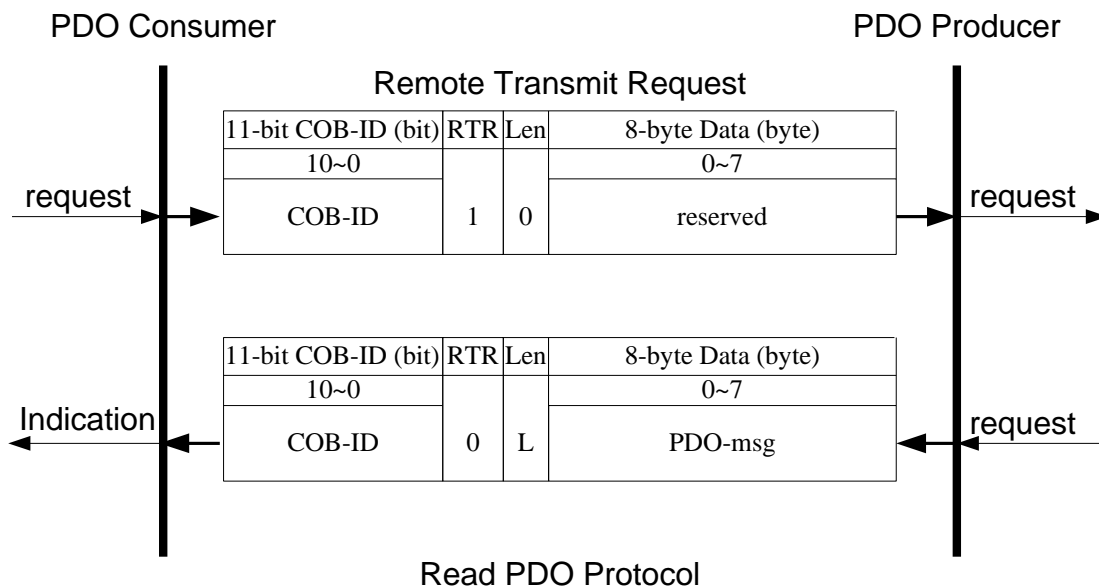 PDO Consumer
PDO Producer
Remote Transmit Request
11-bit COB-ID (bit) RTR Len 8-byte Data (byte)
10~0 0~7
request COB-ID 1 0 reserved request
11-bit COB-ID (bit) RTR Len 8-byte Data (byte)
10~0 0~7
Indication COB-ID 0 L PDO-msg request
Read PDO Protocol